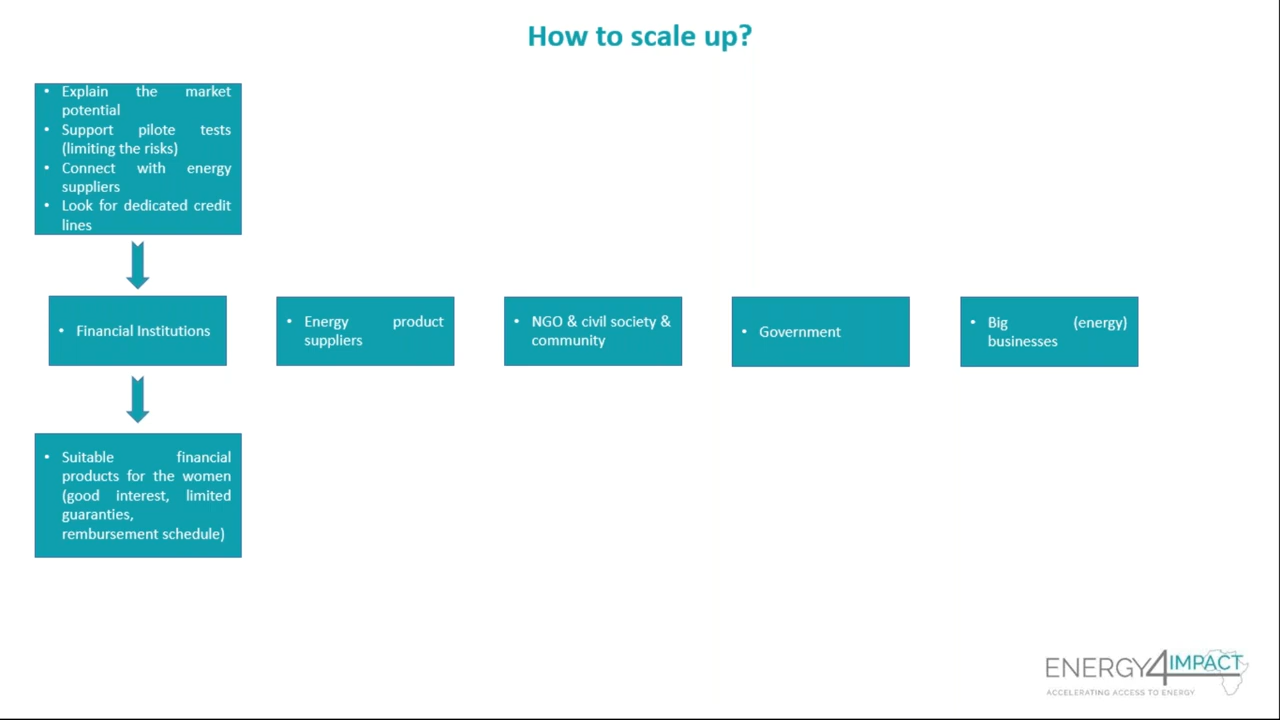 How to scale up?
• Explain the market
potential
• Support pilote tests
(limiting the risks)
• Connect with energy
suppliers
• Look for dedicated credit
lines
• Financial Institutions
• Energy product
suppliers
• NGO & civil society &
community
• Government
• Big (energy)
businesses
• Suitable financial
products for the women
(good interest, limited
guaranties,
rembursement schedule)
ENERGY4IMPACT
ACCELERATING ACCESS TO ENERGY